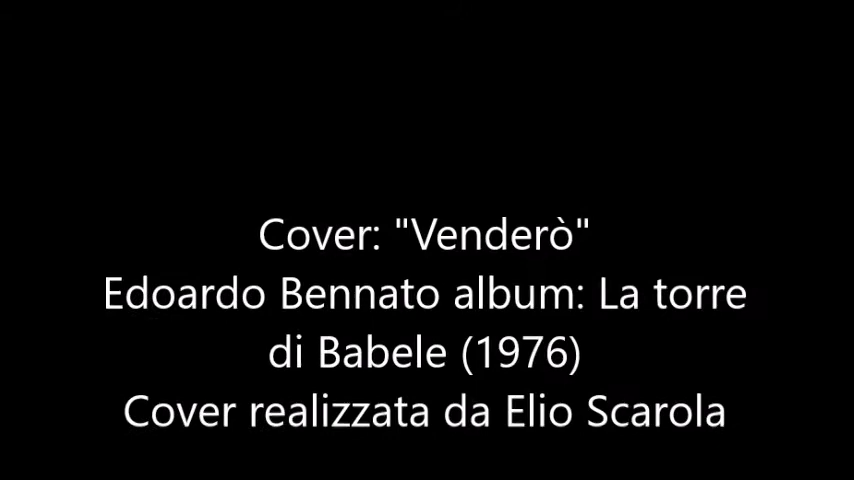 Cover: "Venderò"
Edoardo Bennato album: La torre
di Babele (1976)
Cover realizzata da Elio Scarola